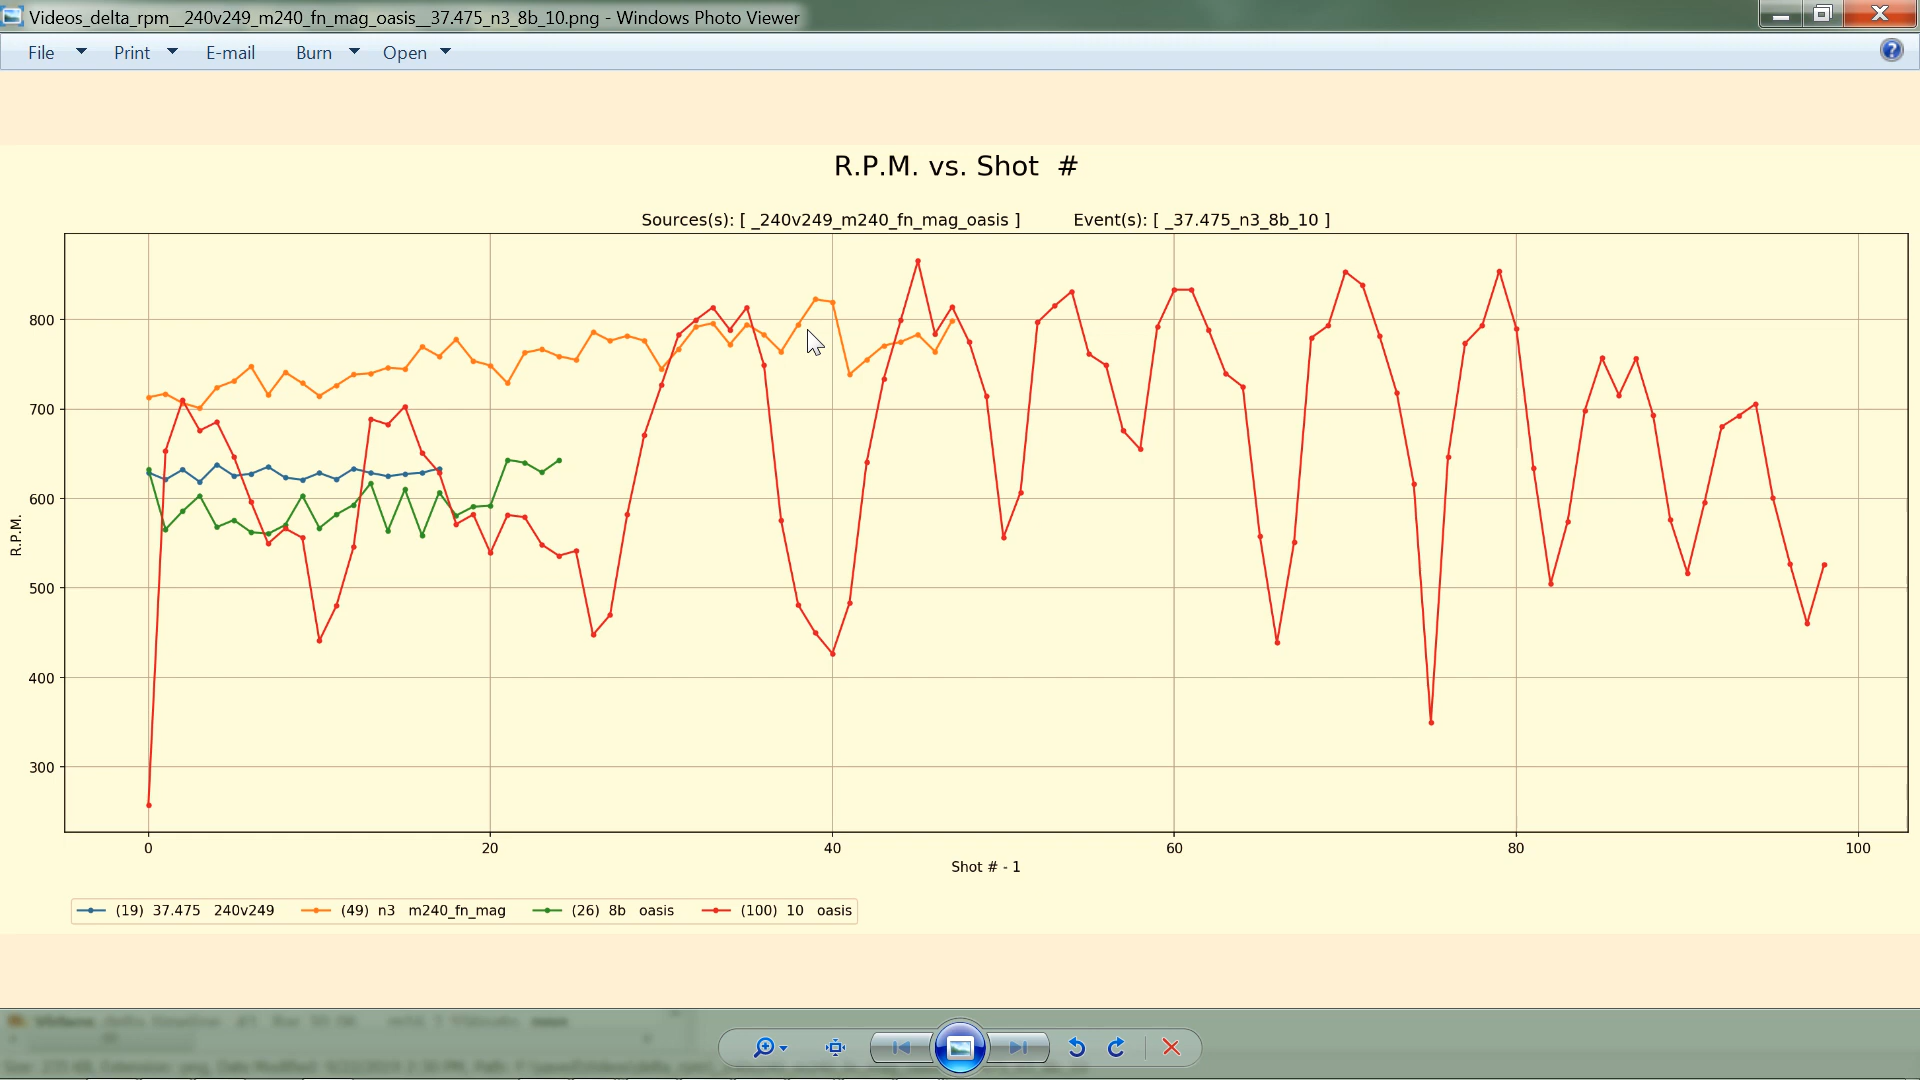 Videos_delta_rpm__240v249_m240_fn_mag_oasis__37.475_n3_8b_10.png - Windows Photo Viewer
File Print E-mail Burn Open
R.P.M. vs. Shot #
Sources(s): [ _240v249_m240_fn_mag_oasis ] Event(s): [ _37.475_n3_8b_10 ]
800
700
600
500
400
300
R.P.M.
0 20 40 60 80 100
Shot # - 1
(19) 37.475 240v249 (49) n3 m240_fn_mag (26) 8b oasis (100) 10 oasis